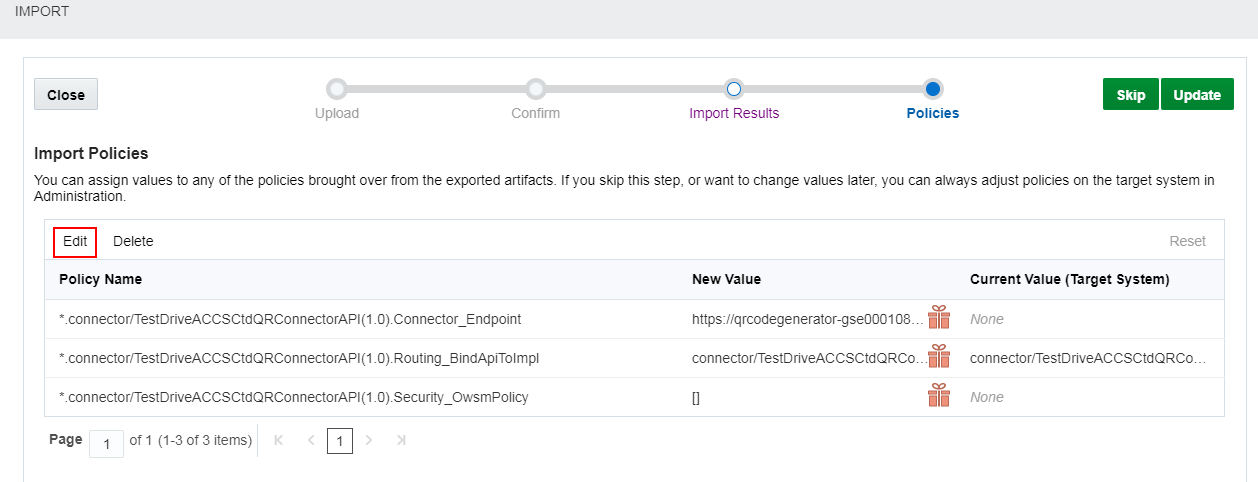 IMPORT
Close
Upload
Confirm
Import Results
Policies
Skip
Update
Import Policies
You can assign values to any of the policies brought over from the exported artifacts. If you skip this step, or want to change values later, you can always adjust policies on the target system in
Administration.
Edit Delete Reset
Policy Name New Value Current Value (Target System)
*.connector/TestDriveACCSCtdQRConnectorAPI(1.0).Connector_Endpoint https://qrcodegenerator-gse000108... None
*.connector/TestDriveACCSCtdQRConnectorAPI(1.0).Routing_BindApiToImpl connector/TestDriveACCSCtdQRCo... connector/TestDriveACCSCtdQRCo...
*.connector/TestDriveACCSCtdQRConnectorAPI(1.0).Security_OwsmPolicy [] None
Page 1 of 1 (1-3 of 3 items) 1